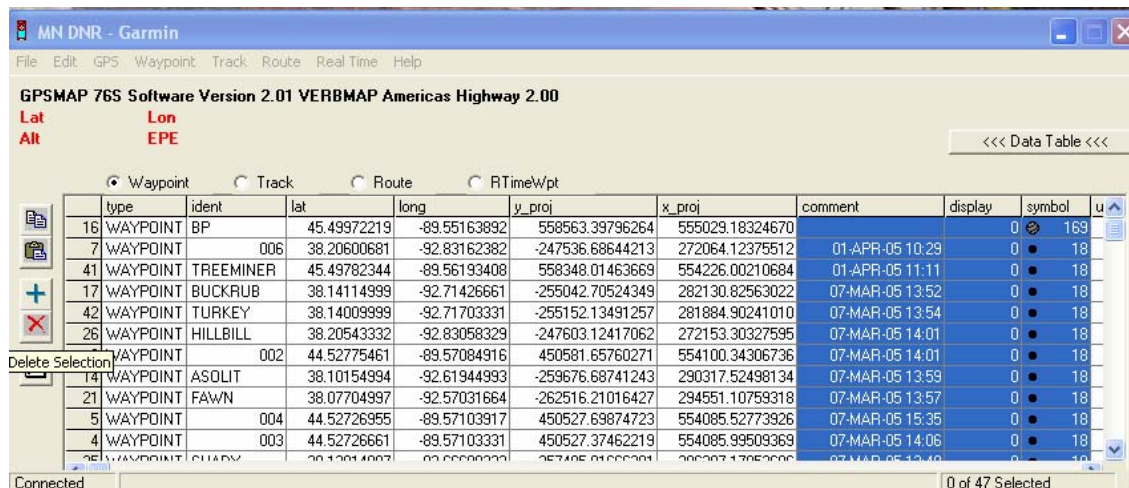 MN DNR - Garmin
File Edit GPS Waypoint Track Route Real Time Help
GPSMAP 76S Software Version 2.01 VERBMAP Americas Highway 2.00
Lat Lon
Alt EPE
<<< Data Table <<<
Waypoint Track Route RTimeWpt
type ident lat long y_proj x_proj comment display symbol u
16 WAYPOINT BP 45.49972219 -89.55163892 558563.39796264 555029.18324670 0 169
7 WAYPOINT 006 38.20600681 -92.83162382 -247536.68644213 272064.12375512 01-APR-05 10:29 0 18
41 WAYPOINT TREEMINER 45.49782344 -89.56193408 558348.01463669 554226.00210684 01-APR-05 11:11 0 18
17 WAYPOINT BUCKRUB 38.14114999 -92.71426661 -255042.70524349 282130.82563022 07-MAR-05 13:52 0 18
42 WAYPOINT TURKEY 38.14009999 -92.71703331 -255152.13491257 281884.90241010 07-MAR-05 13:54 0 18
26 WAYPOINT HILLBILL 38.20543332 -92.83058329 -247603.12417062 272153.30327595 07-MAR-05 14:01 0 18
Delete Selection WAYPOINT 002 44.52775461 -89.57084916 450581.65760271 554100.34306736 07-MAR-05 14:01 0 18
14 WAYPOINT ASOLIT 38.10154994 -92.61944993 -259676.68741243 290317.52498134 07-MAR-05 13:59 0 18
21 WAYPOINT FAWN 38.07704997 -92.57031664 -262516.21016427 294551.10759318 07-MAR-05 13:57 0 18
5 WAYPOINT 004 44.52726955 -89.57103917 450527.69874723 554085.52773926 07-MAR-05 15:35 0 18
4 WAYPOINT 003 44.52726661 -89.57103331 450527.37462219 554085.99509369 07-MAR-05 14:06 0 18
WAYPOINT SHADY
Connected 0 of 47 Selected